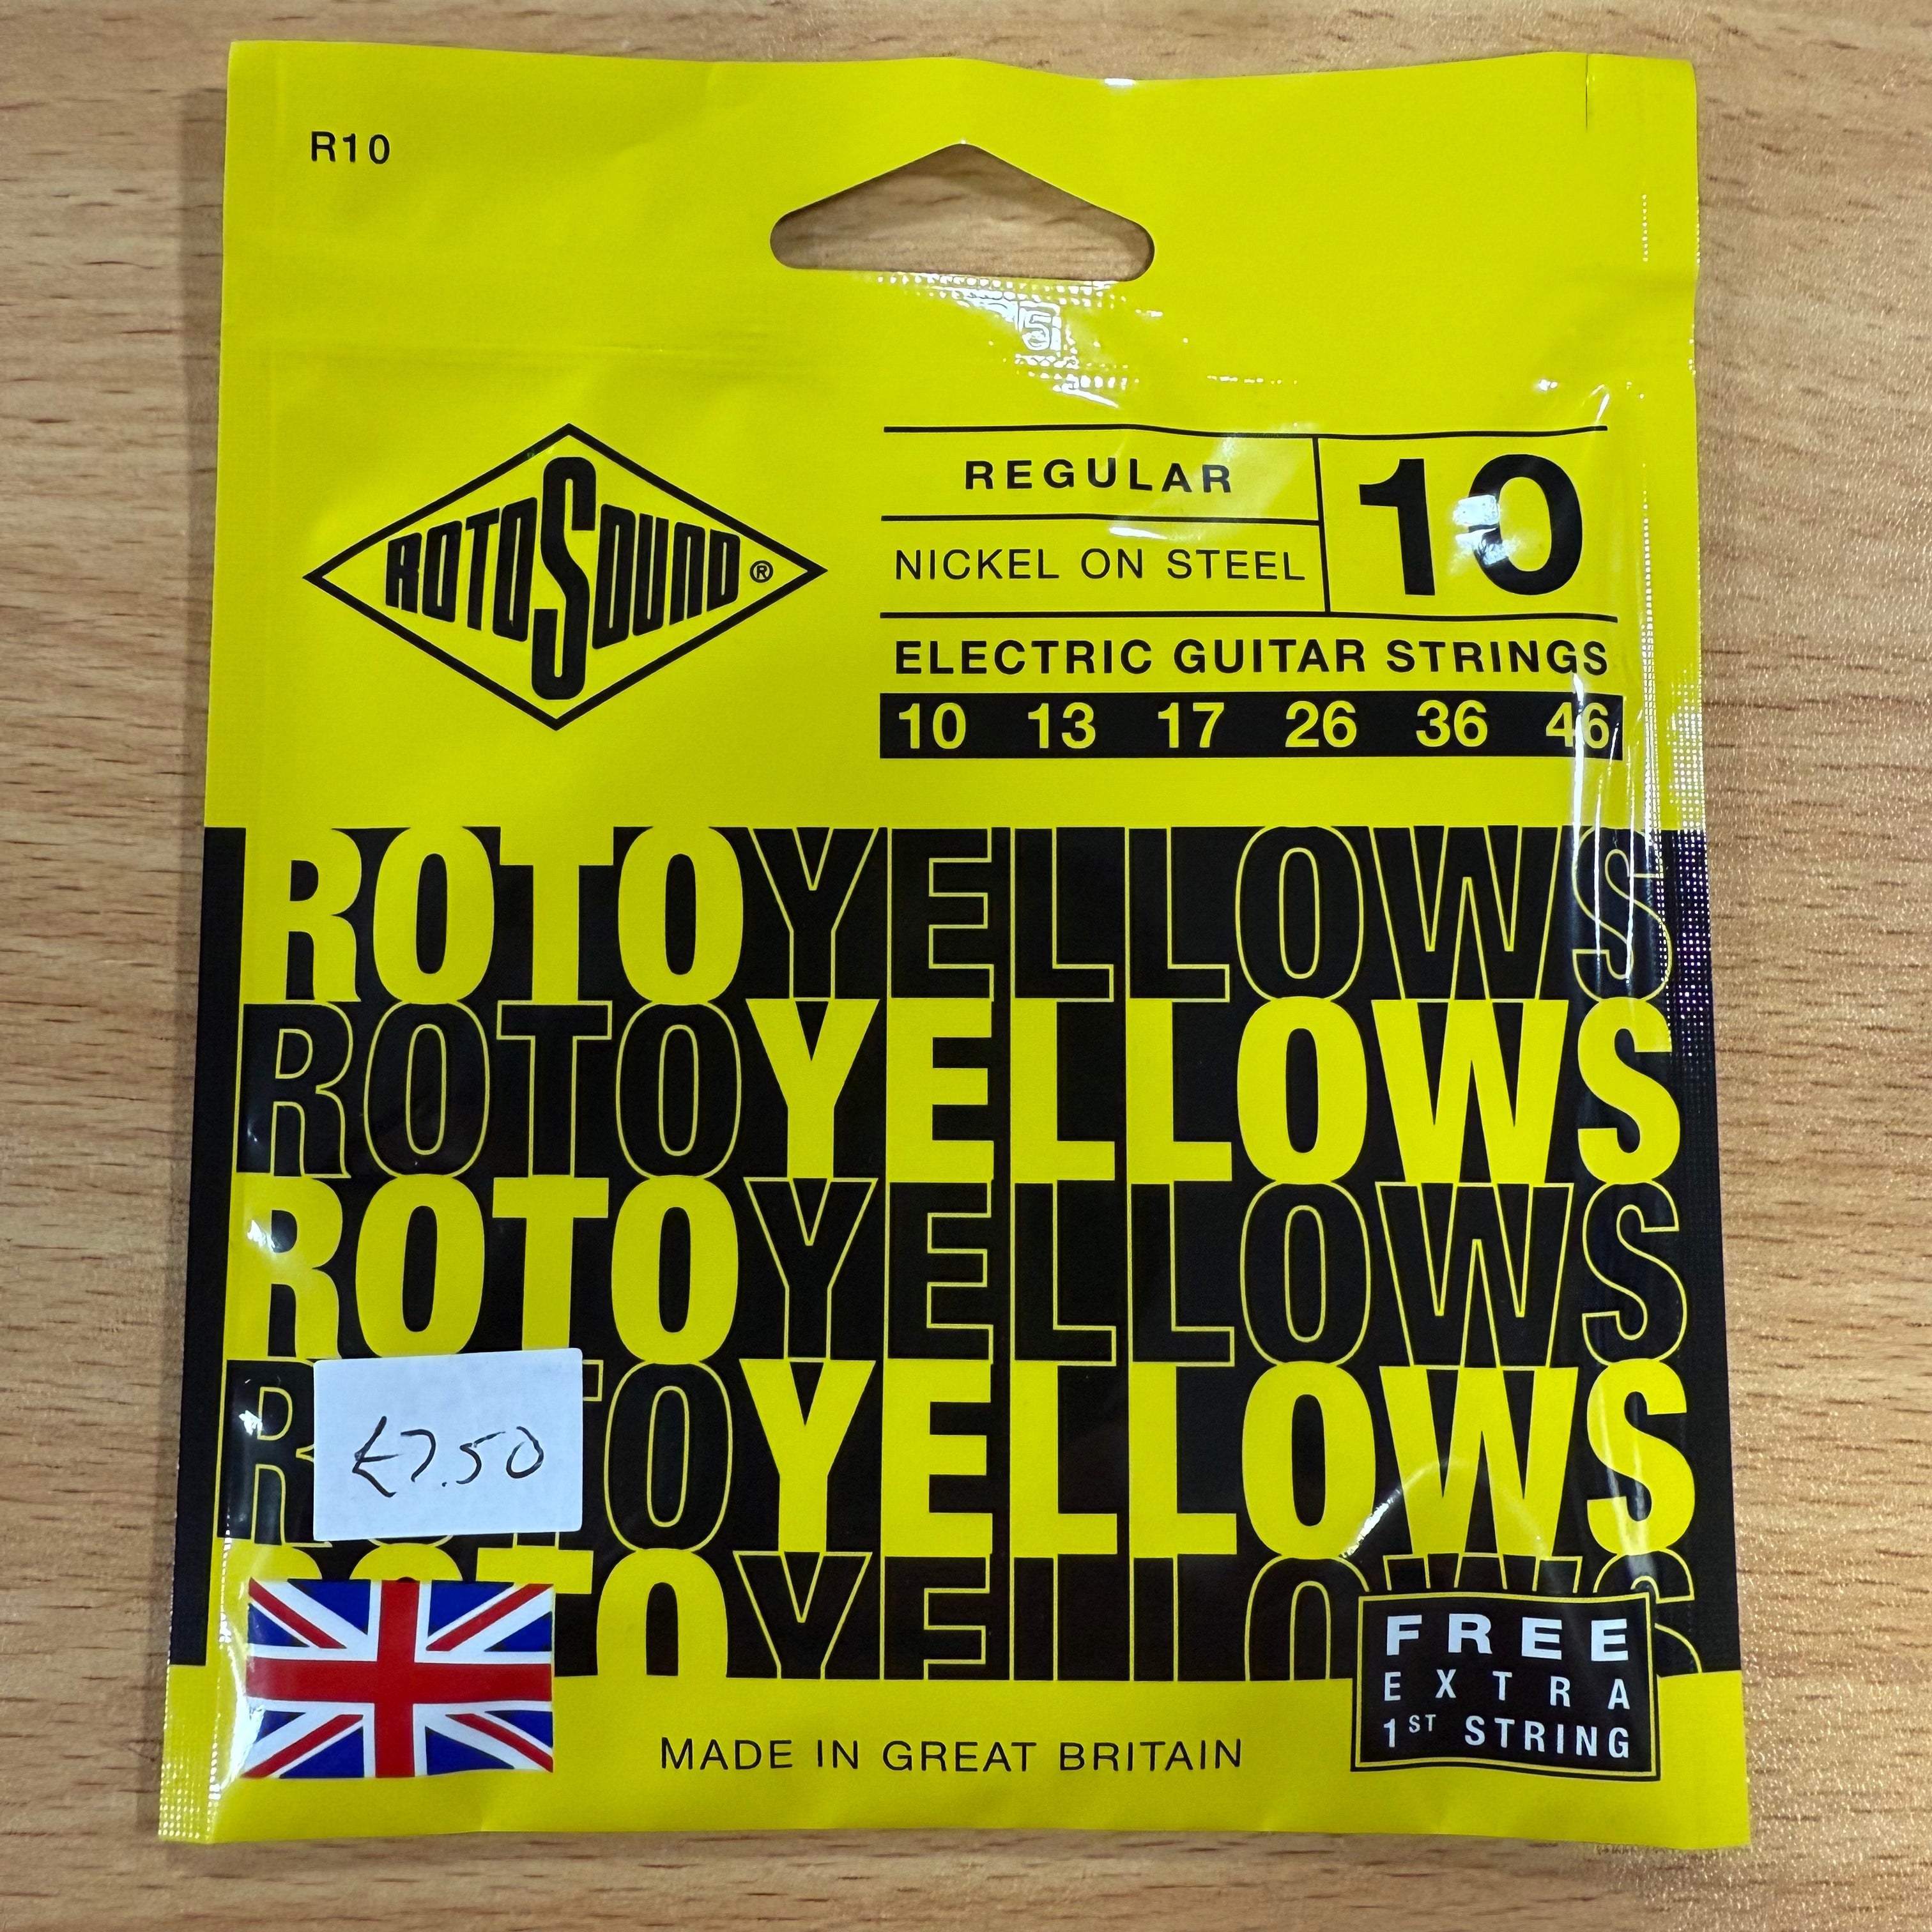 R10
ROTOSOUND®
REGULAR
NICKEL ON STEEL
10
ELECTRIC GUITAR STRINGS
10 13 17 26 36 46
ROTOYELLOWS
ROTOYELLOWS
ROTOYELLOWS
ROTOYELLOWS
£7.50
ROTOYELLOWS
MADE IN GREAT BRITAIN
FREE
EXTRA
1ST STRING